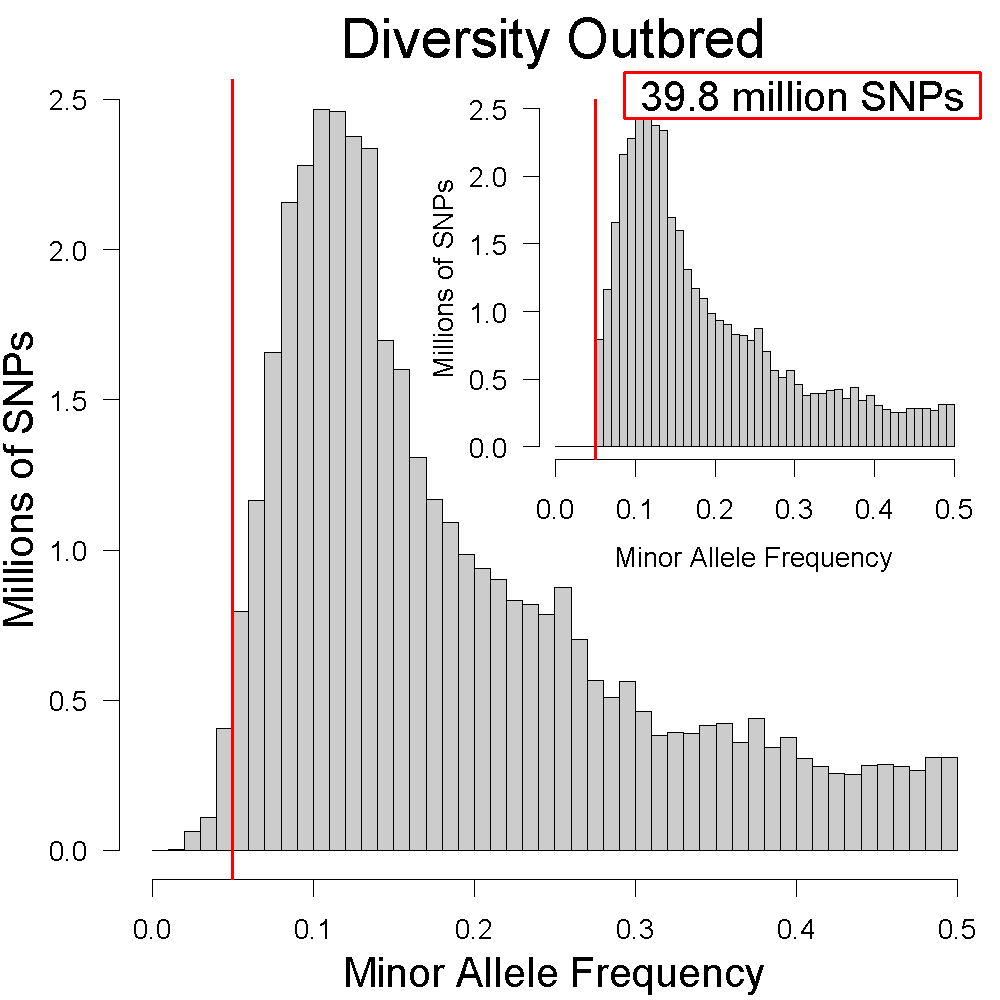 Diversity Outbred
39.8 million SNPs
Millions of SNPs
2.5
2.0
1.5
1.0
0.5
0.0
0.0 0.1 0.2 0.3 0.4 0.5
Minor Allele Frequency
Millions of SNPs
2.5
2.0
1.5
1.0
0.5
0.0
0.0 0.1 0.2 0.3 0.4 0.5
Minor Allele Frequency